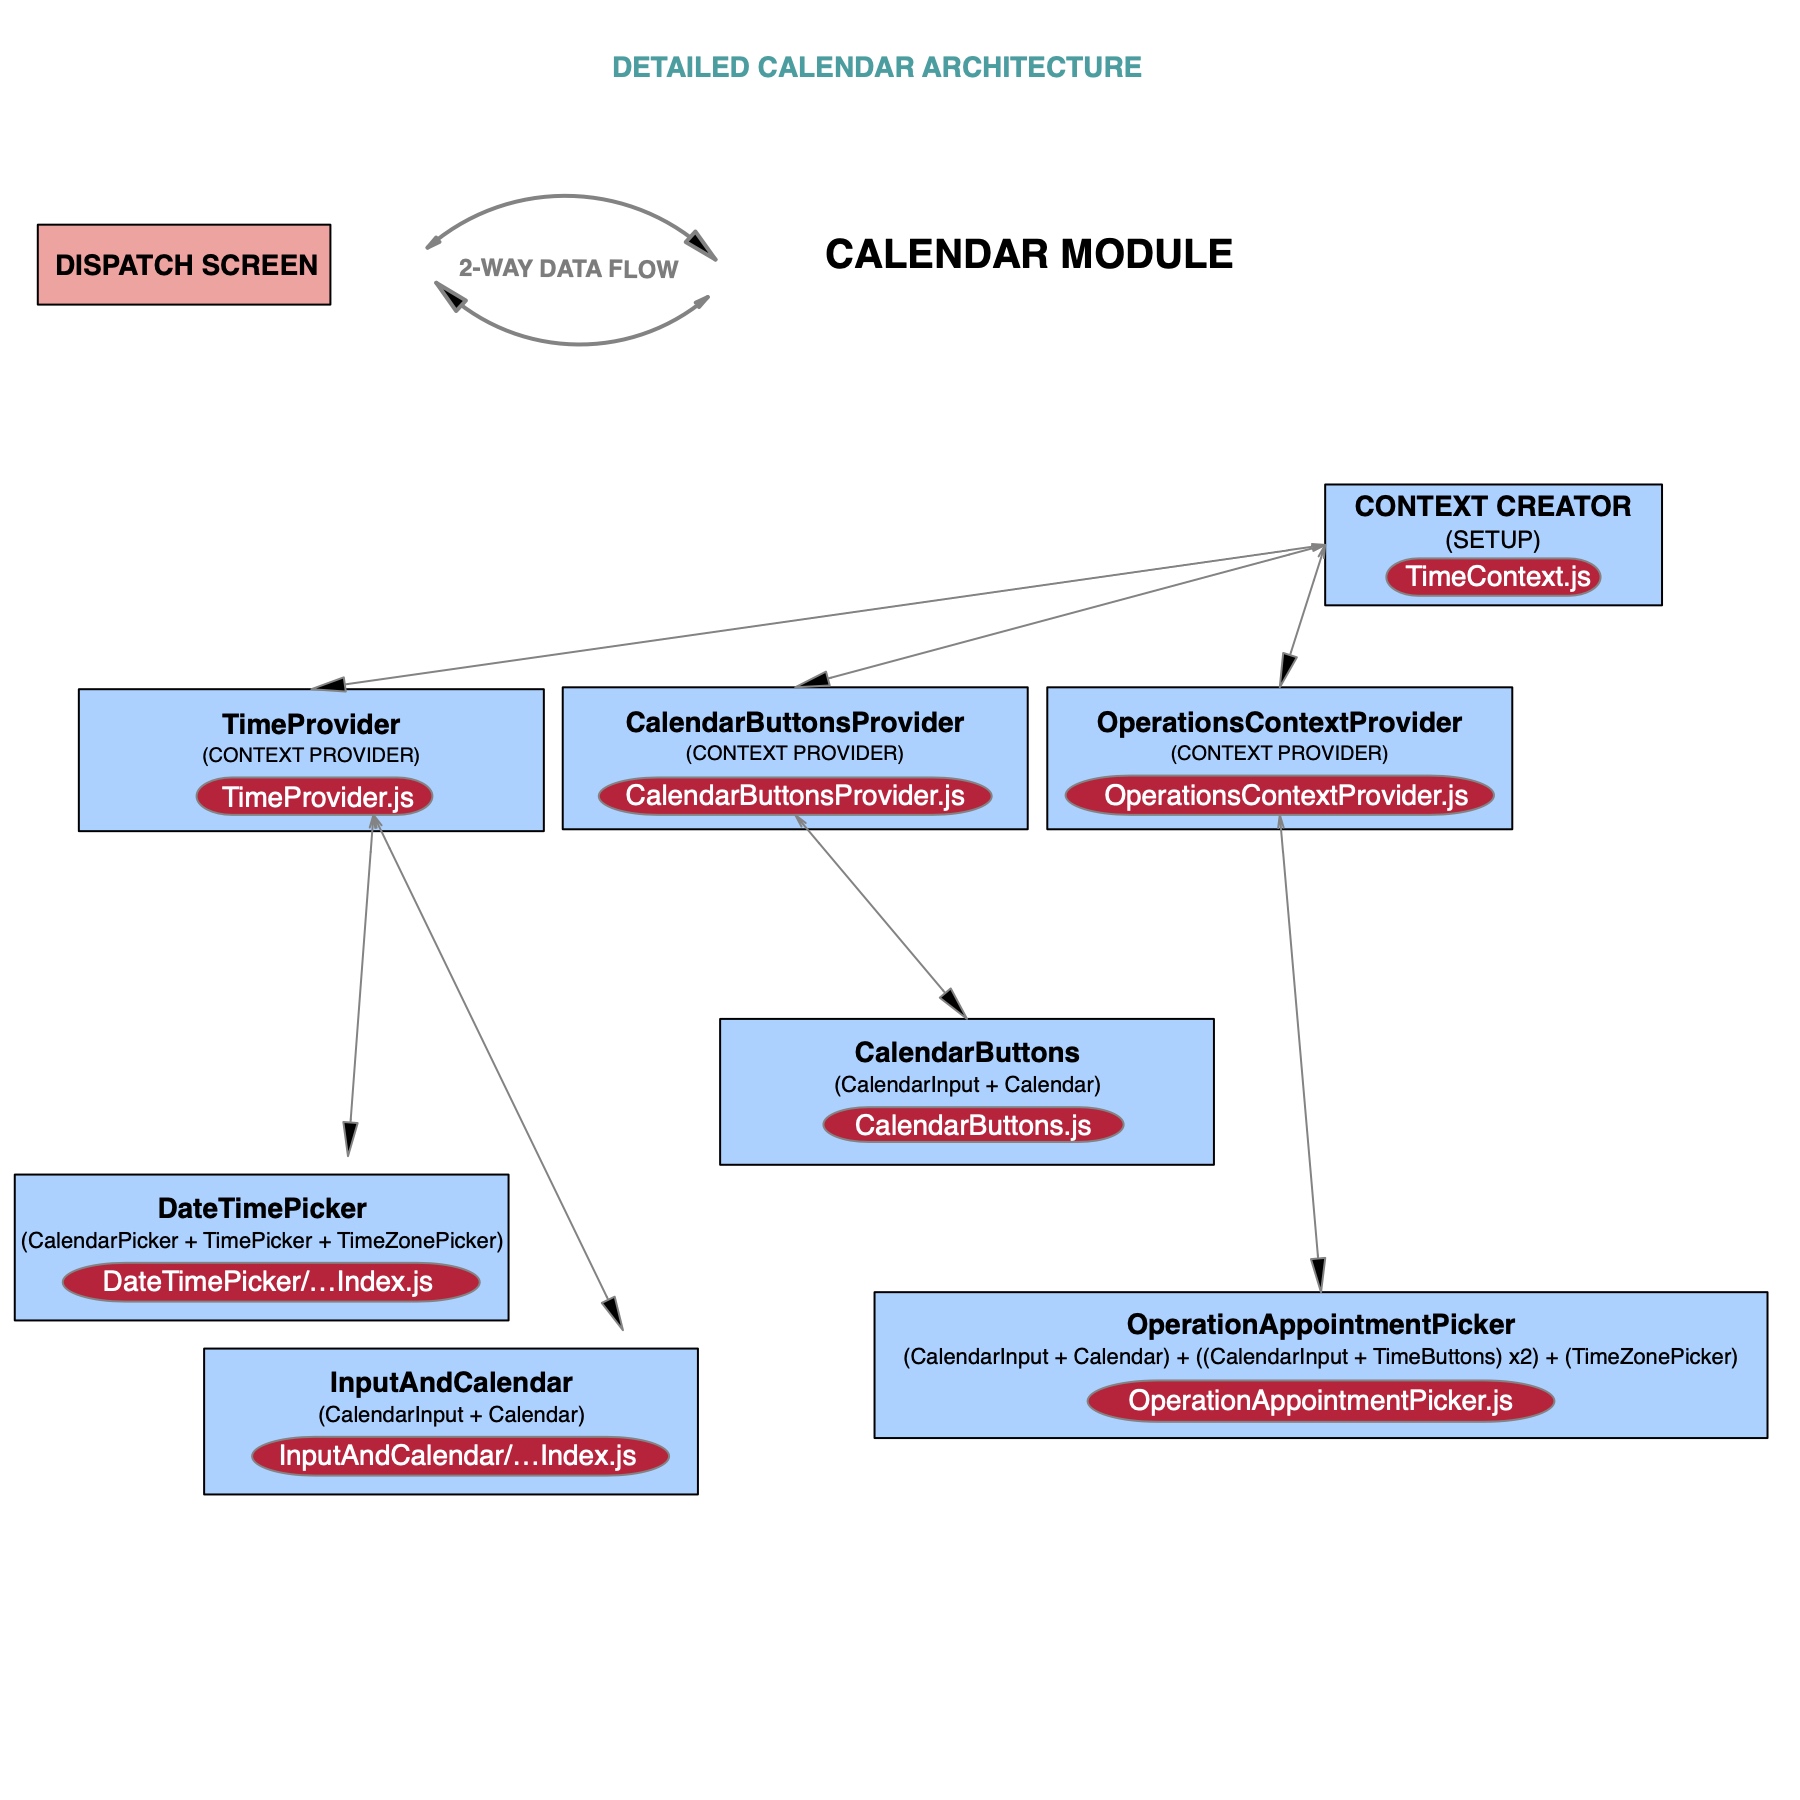 DETAILED CALENDAR ARCHITECTURE
DISPATCH SCREEN
2-WAY DATA FLOW
CALENDAR MODULE
CONTEXT CREATOR
(SETUP)
TimeContext.js
TimeProvider
(CONTEXT PROVIDER)
TimeProvider.js
CalendarButtonsProvider
(CONTEXT PROVIDER)
CalendarButtonsProvider.js
OperationsContextProvider
(CONTEXT PROVIDER)
OperationsContextProvider.js
CalendarButtons
(CalendarInput + Calendar)
CalendarButtons.js
DateTimePicker
(CalendarPicker + TimePicker + TimeZonePicker)
DateTimePicker/...Index.js
InputAndCalendar
(CalendarInput + Calendar)
InputAndCalendar/...Index.js
OperationAppointmentPicker
(CalendarInput + Calendar) + ((CalendarInput + TimeButtons) x2) + (TimeZonePicker)
OperationAppointmentPicker.js